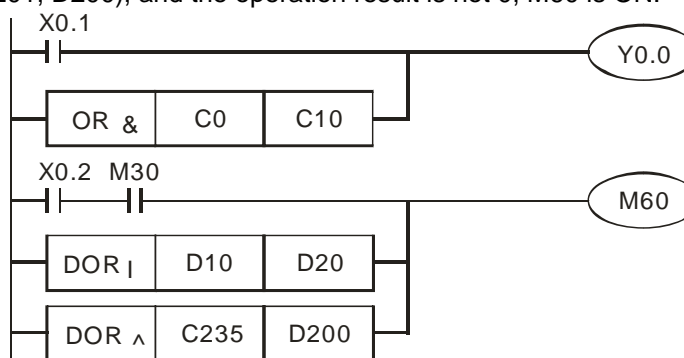 201, D200), and the operation result is not 0, M60 is ON.
X0.1
Y0.0
OR & C0 C10
X0.2 M30
M60
DOR | D10 D20
DOR ^ C235 D200